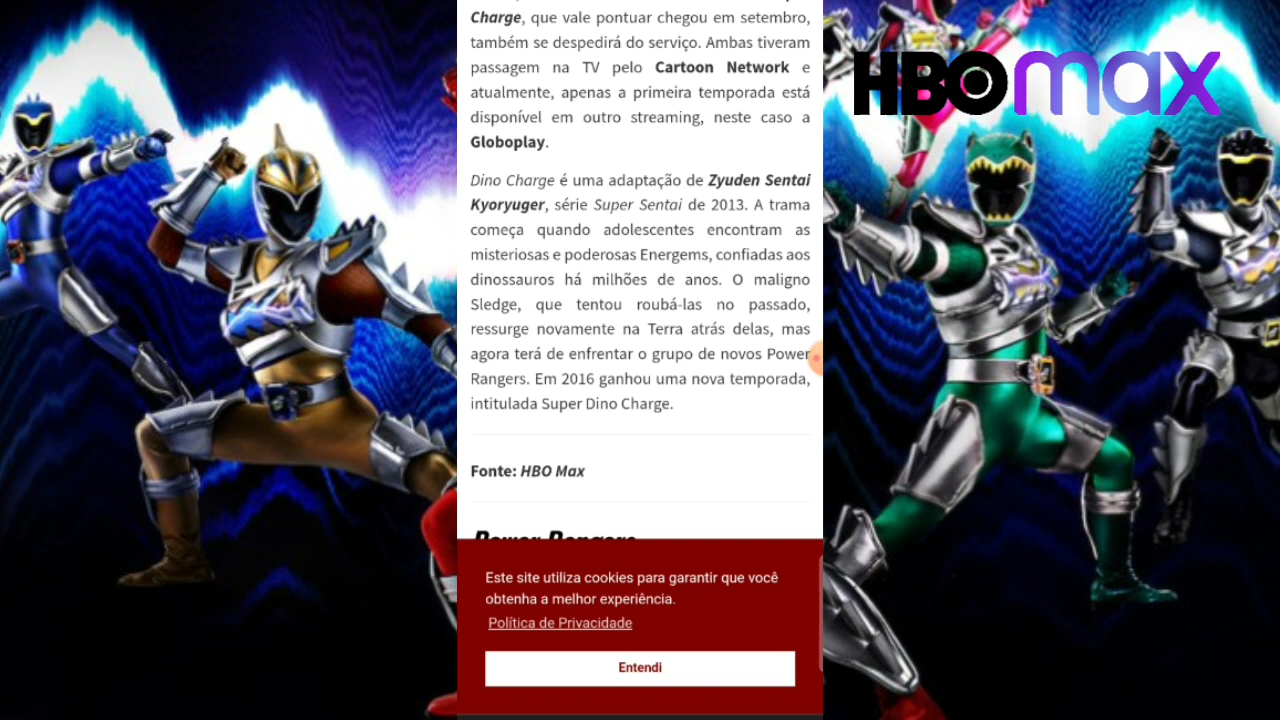 Charge, que vale pontuar chegou em setembro,
também se despedirá do serviço. Ambas tiveram
passagem na TV pelo Cartoon Network e
atualmente, apenas a primeira temporada está
disponível em outro streaming, neste caso a
Globoplay.
Dino Charge é uma adaptação de Zyuden Sentai
Kyoryuger, série Super Sentai de 2013. A trama
começa quando adolescentes encontram as
misteriosas e poderosas Energems, confiadas aos
dinossauros há milhões de anos. O maligno
Sledge, que tentou roubá-las no passado,
ressurge novamente na Terra atrás delas, mas
agora terá de enfrentar o grupo de novos Power
Rangers. Em 2016 ganhou uma nova temporada,
intitulada Super Dino Charge.
Fonte: HBO Max
Power Rangers
Este site utiliza cookies para garantir que você
obtenha a melhor experiência.
Política de Privacidade
Entendi
HBOmax